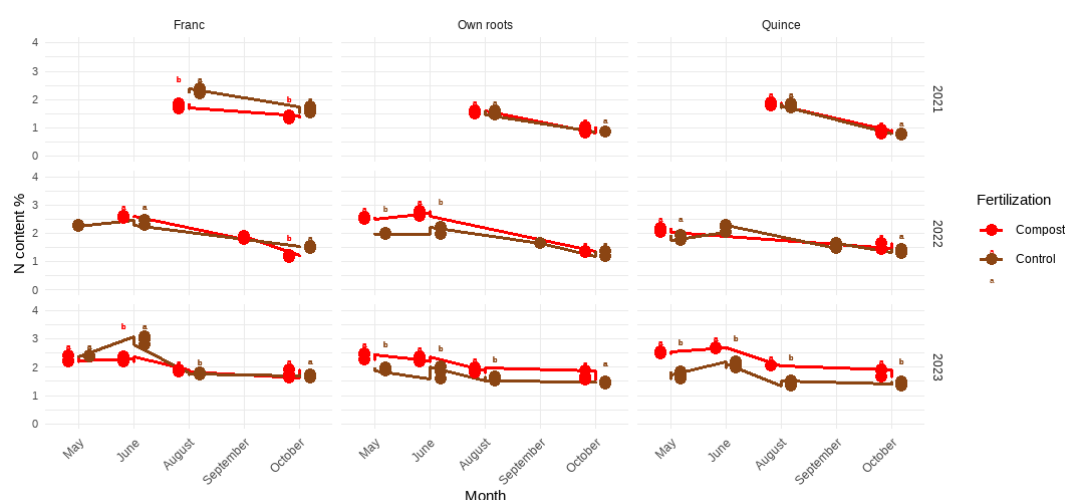 Franc
Own roots
Quince
4
3
2
1
0
b
a
b
a
a
a
a
a
a
a
a
a
2021
4
3
2
1
0
a
a
b
a
a
b
a
b
a
a
a
a
a
a
a
2022
4
3
2
1
0
a
a
b
a
a
b
a
a
a
b
a
b
a
a
a
a
b
a
b
a
b
a
b
2023
N content %
May
June
August
September
October
May
June
August
September
October
May
June
August
September
October
Month
Fertilization
Compost
a
Control
a